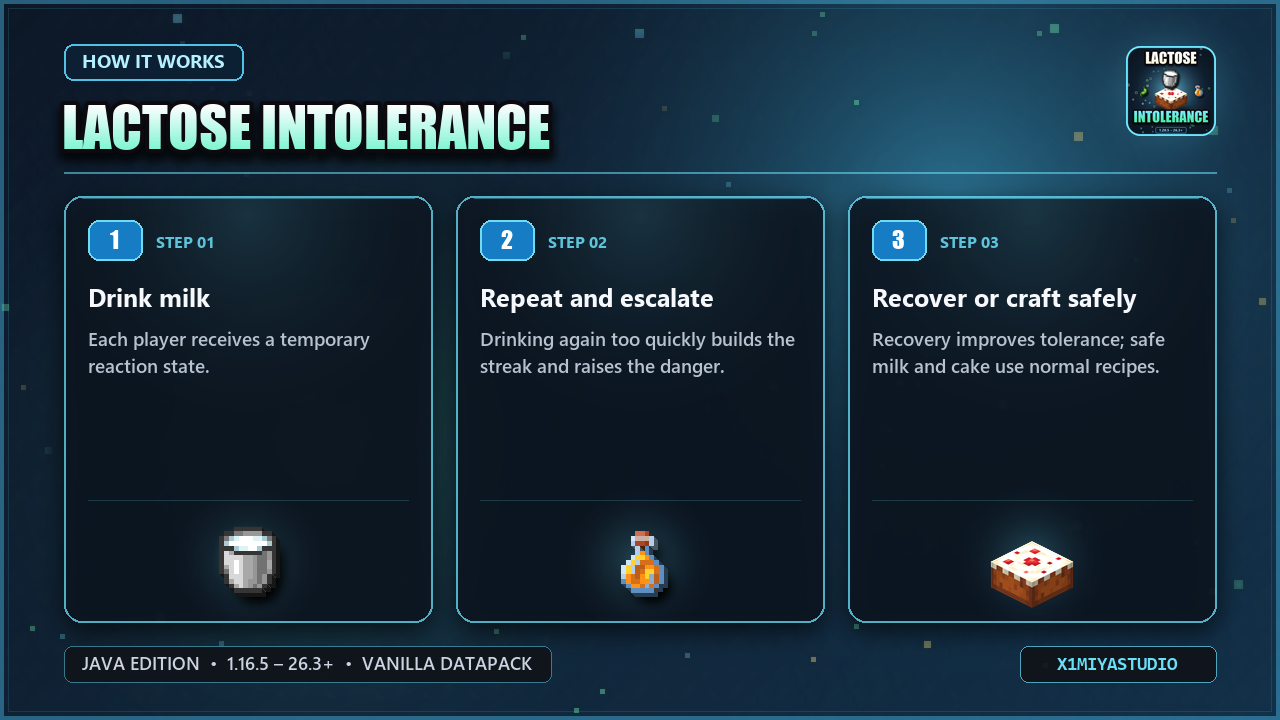 HOW IT WORKS
LACTOSE INTOLERANCE
LACTOSE
INTOLERANCE
1 STEP 01
Drink milk
Each player receives a temporary
reaction state.
2 STEP 02
Repeat and escalate
Drinking again too quickly builds the
streak and raises the danger.
3 STEP 03
Recover or craft safely
Recovery improves tolerance; safe
milk and cake use normal recipes.
JAVA EDITION • 1.16.5 – 26.3+ • VANILLA DATAPACK
X1MIYASTUDIO